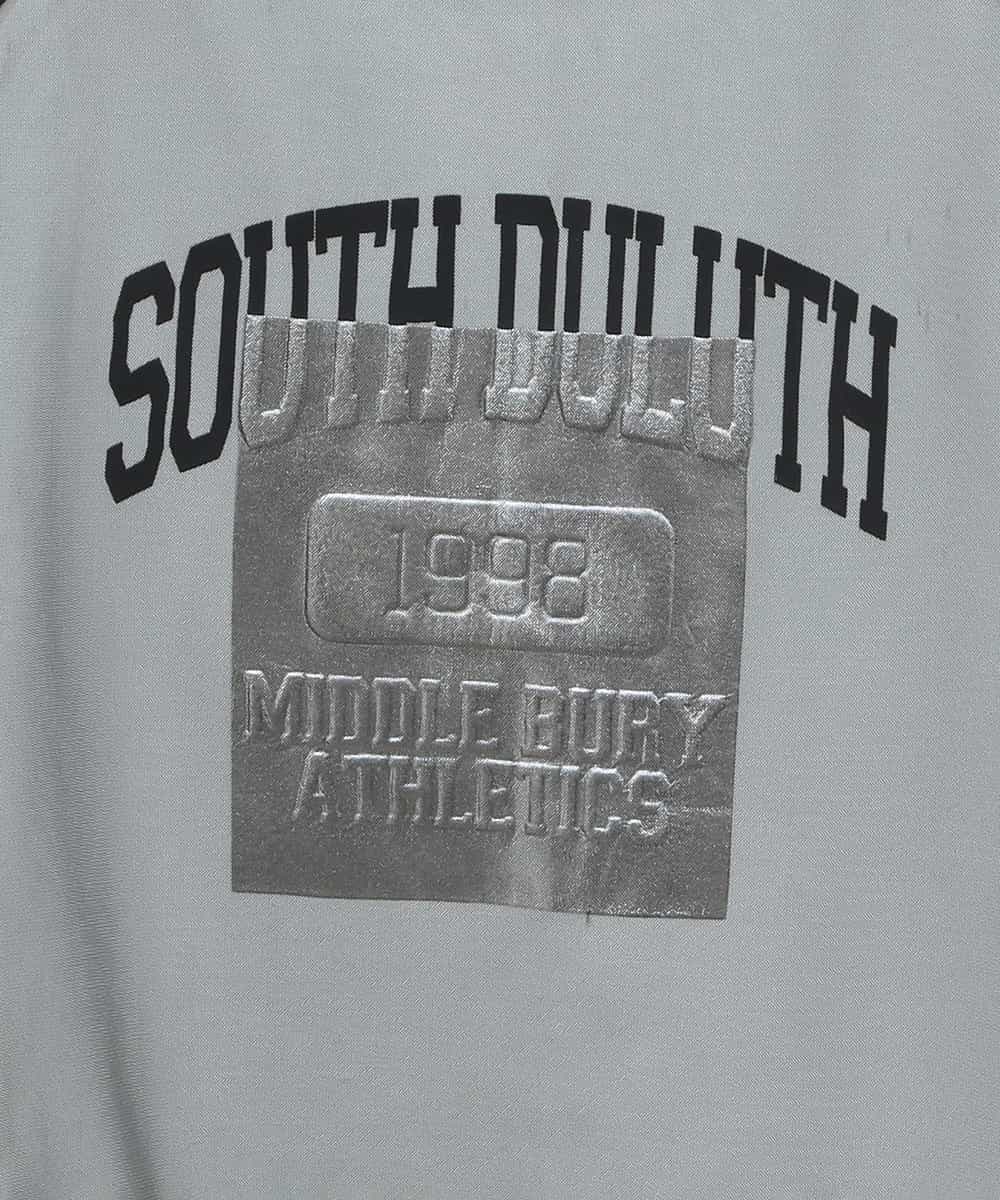 SOUTH DULUTH
1998
MIDDLE BURY
ATHLETICS